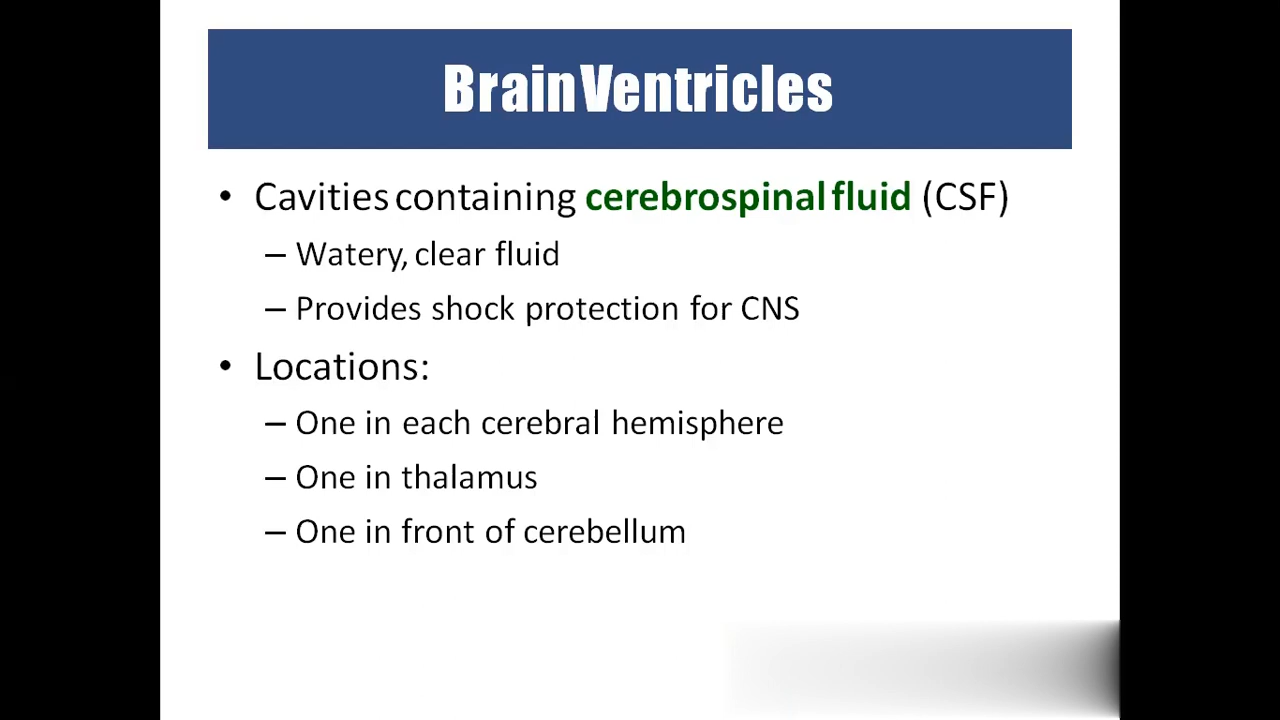 Brain Ventricles
• Cavities containing cerebrospinal fluid (CSF)
– Watery, clear fluid
– Provides shock protection for CNS
• Locations:
– One in each cerebral hemisphere
– One in thalamus
– One in front of cerebellum